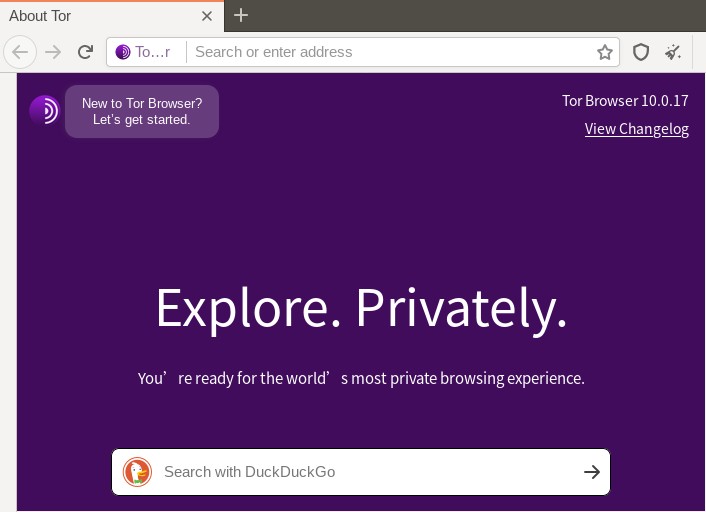 About Tor
To...r
Search or enter address
New to Tor Browser?
Let's get started.
Tor Browser 10.0.17
View Changelog
Explore. Privately.
You’re ready for the world’s most private browsing experience.
Search with DuckDuckGo